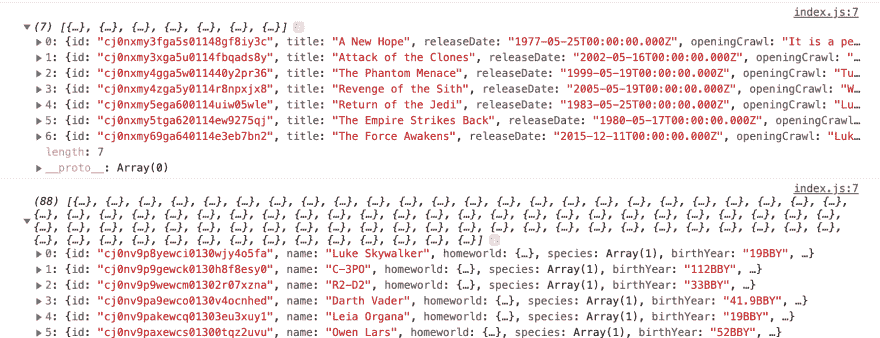 index.js:7
(7) [{…}, {…}, {…}, {…}, {…}, {…}, {…}]
0: {id: "cj0nxmy3fga5s01148gf8iy3c", title: "A New Hope", releaseDate: "1977-05-25T00:00:00.000Z", openingCrawl: "It is a pe…
1: {id: "cj0nxmy3xga5u0114fbqads8y", title: "Attack of the Clones", releaseDate: "2002-05-16T00:00:00.000Z", openingCrawl: "…
2: {id: "cj0nxmy4gga5w011440y2pr36", title: "The Phantom Menace", releaseDate: "1999-05-19T00:00:00.000Z", openingCrawl: "Tu…
3: {id: "cj0nxmy4zga5y0114r8npxjx8", title: "Revenge of the Sith", releaseDate: "2005-05-19T00:00:00.000Z", openingCrawl: "W…
4: {id: "cj0nxmy5ega600114uiw05wle", title: "Return of the Jedi", releaseDate: "1983-05-25T00:00:00.000Z", openingCrawl: "Lu…
5: {id: "cj0nxmy5tga620114ew9275qj", title: "The Empire Strikes Back", releaseDate: "1980-05-17T00:00:00.000Z", openingCrawl…
6: {id: "cj0nxmy69ga640114e3eb7bn2", title: "The Force Awakens", releaseDate: "2015-12-11T00:00:00.000Z", openingCrawl: "Luk…
length: 7
__proto__: Array(0)
index.js:7
(88) [{…}, {…}, {…}, {…}, {…}, {…}, {…}, {…}, {…}, {…}, {…}, {…}, {…}, {…}, {…}, {…}, {…}, {…}, {…}, {…}, {…}, {…}, {…}, {…},
{…}, {…}, {…}, {…}, {…}, {…}, {…}, {…}, {…}, {…}, {…}, {…}, {…}, {…}, {…}, {…}, {…}, {…}, {…}, {…}, {…}, {…}, {…}, {…}, {…},
{…}, {…}, {…}, {…}, {…}, {…}, {…}, {…}, {…}, {…}, {…}, {…}, {…}, {…}, {…}, {…}, {…}, {…}, {…}, {…}, {…}, {…}, {…}, {…}, {…},
{…}, {…}, {…}, {…}, {…}, {…}, {…}, {…}, {…}, {…}, {…}, {…}, {…}, {…}]
0: {id: "cj0nv9p8yewci0130wjy4o5fa", name: "Luke Skywalker", homeworld: {…}, species: Array(1), birthYear: "19BBY", …}
1: {id: "cj0nv9p9gewck0130h8f8esy0", name: "C-3PO", homeworld: {…}, species: Array(1), birthYear: "112BBY", …}
2: {id: "cj0nv9p9wewcm01302r07xzna", name: "R2-D2", homeworld: {…}, species: Array(1), birthYear: "33BBY", …}
3: {id: "cj0nv9pa9ewco0130v4ocnhed", name: "Darth Vader", homeworld: {…}, species: Array(1), birthYear: "41.9BBY", …}
4: {id: "cj0nv9pakewcq01303eu3xuy1", name: "Leia Organa", homeworld: {…}, species: Array(1), birthYear: "19BBY", …}
5: {id: "cj0nv9paxewcs01300tqz2uvu", name: "Owen Lars", homeworld: {…}, species: Array(1), birthYear: "52BBY", …}